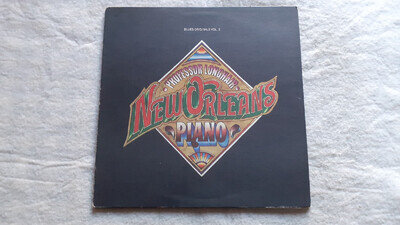 BLUES ORIGINALS VOL. 2
PROFESSOR LONGHAIR
NEW ORLEANS
PIANO